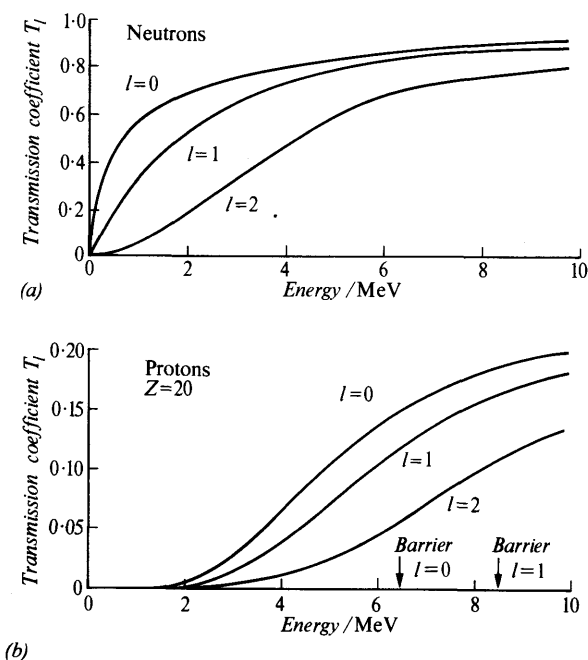 Transmission coefficient T_l
1·0
0·8
0·6
0·4
0·2
0
Neutrons
l=0
l=1
l=2
0
2
4
6
8
10
Energy/MeV
(a)
Transmission coefficient T_l
0·20
0·15
0·10
0·05
0
Protons
Z=20
l=0
l=1
l=2
Barrier
l=0
Barrier
l=1
0
2
4
6
8
10
Energy/MeV
(b)